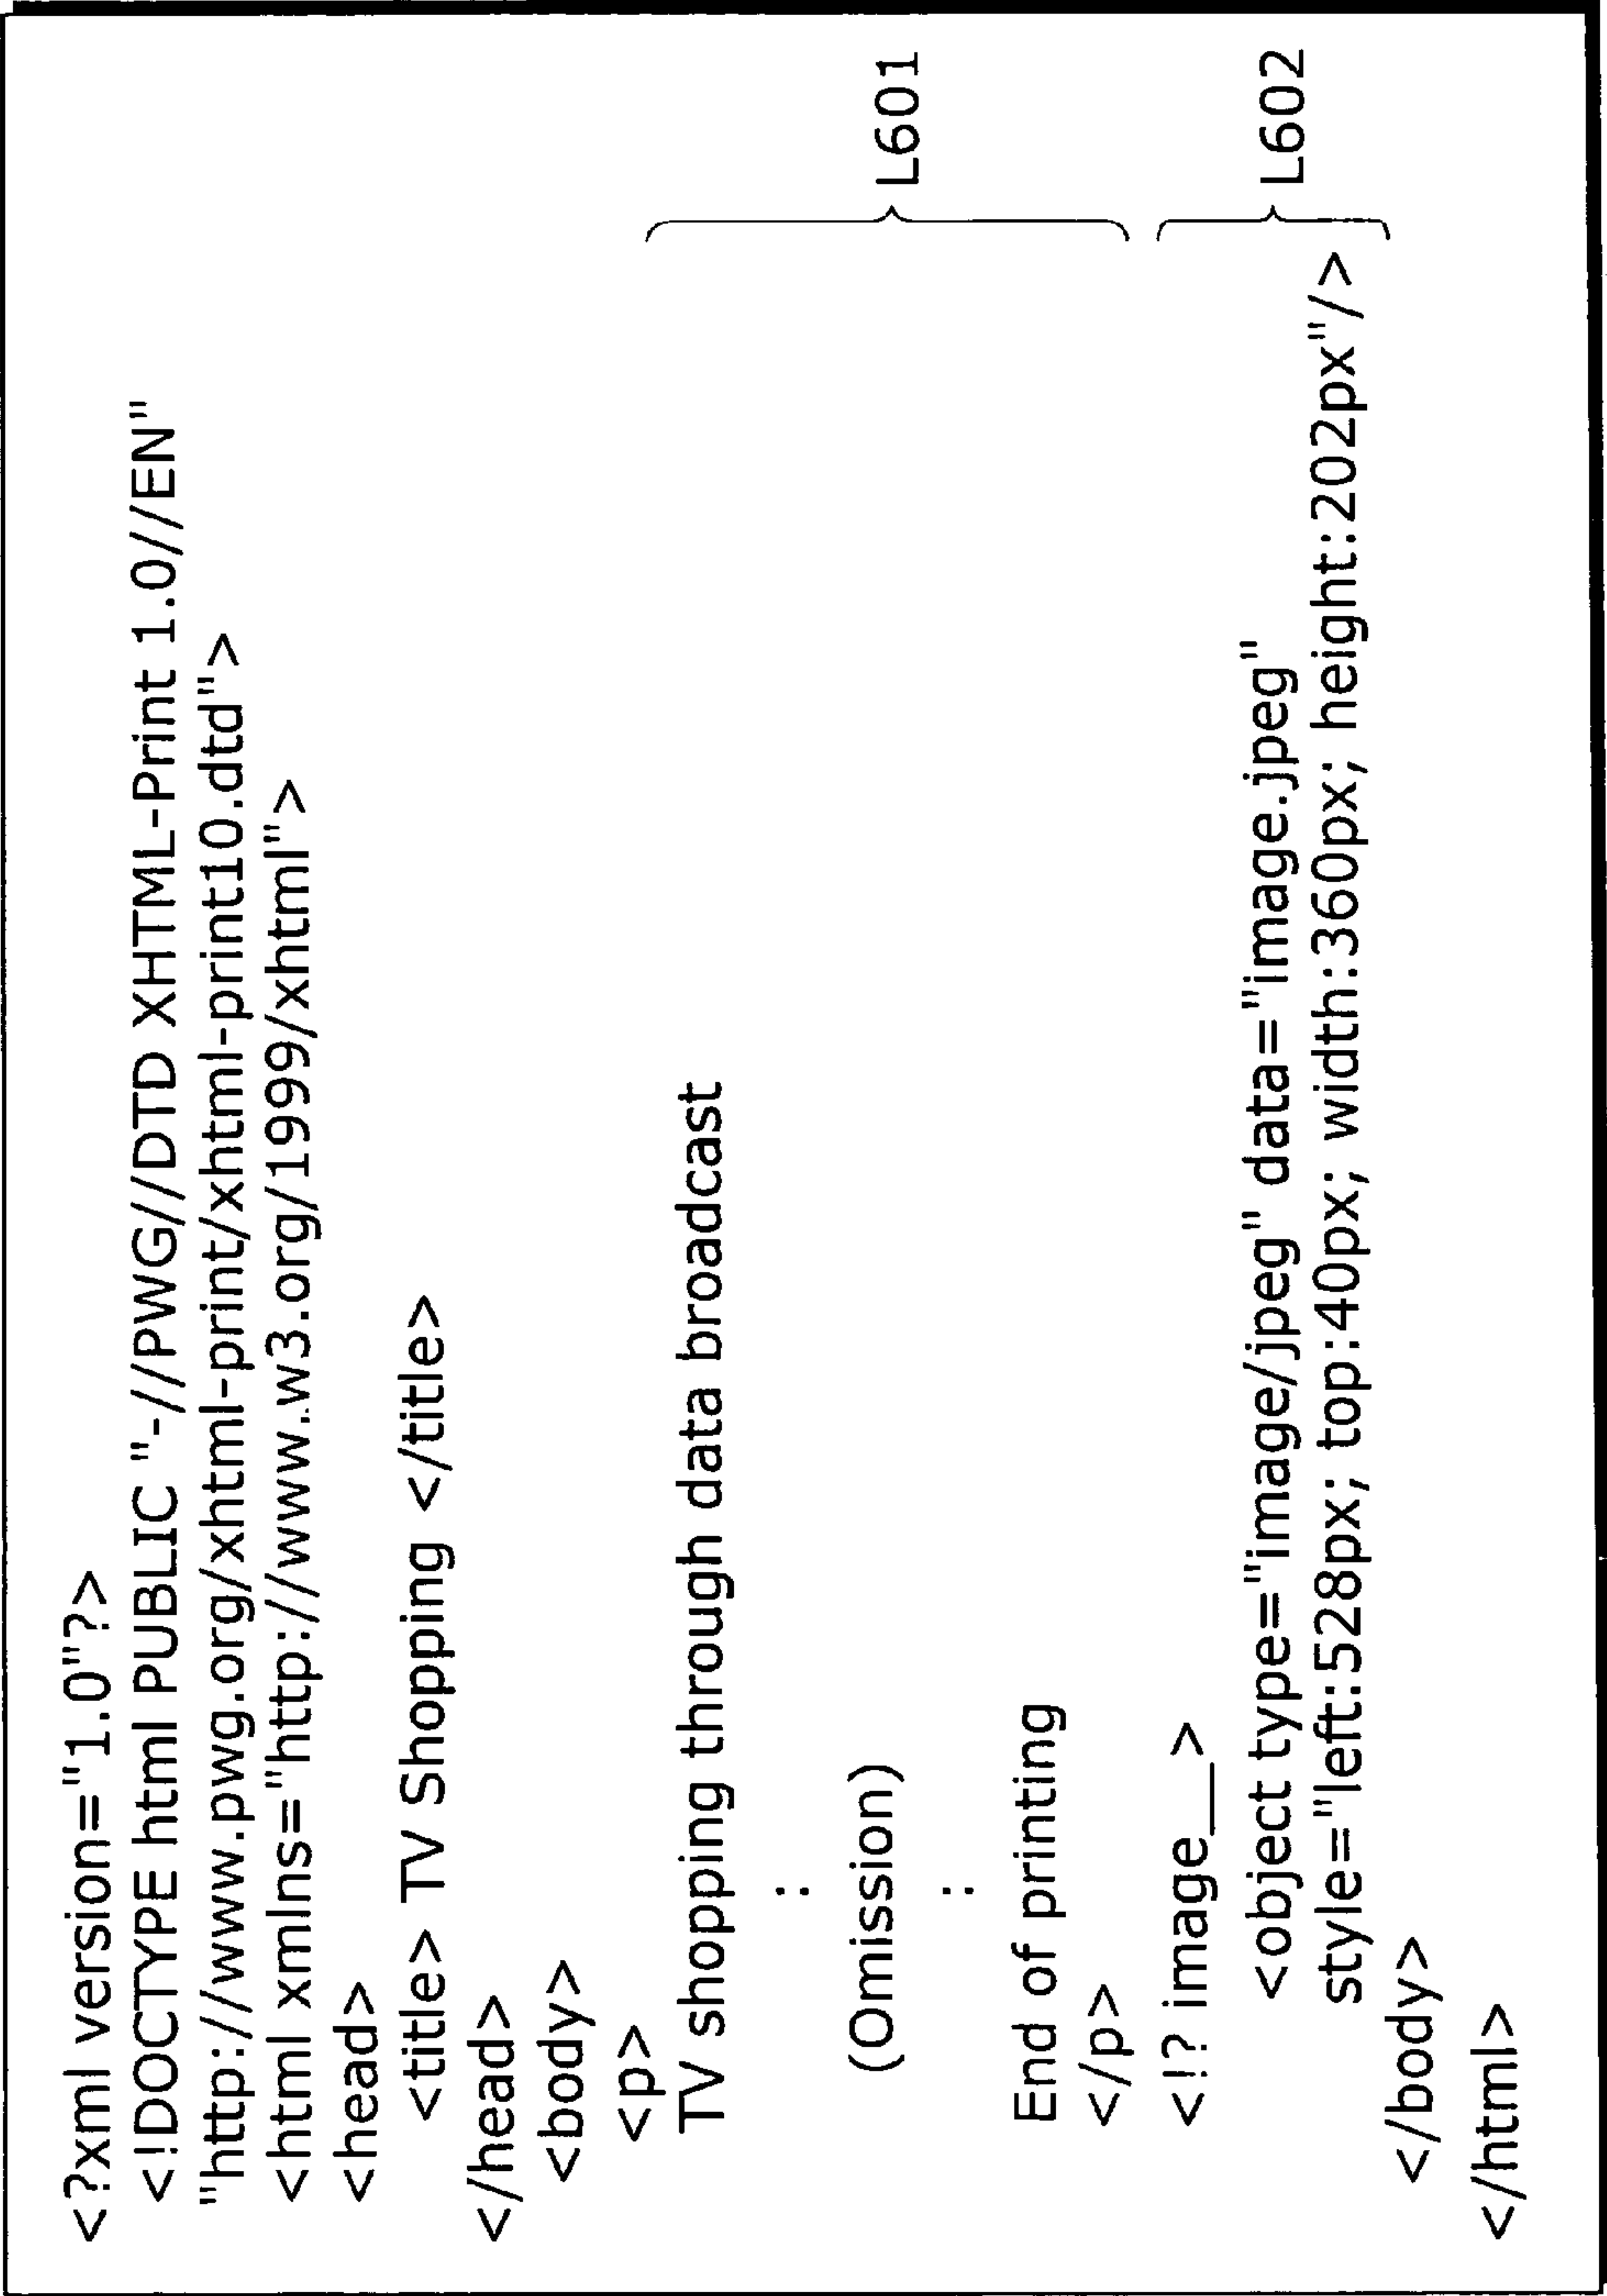 <?xml version="1.0"?>
<!DOCTYPE html PUBLIC "-//PWG//DTD XHTML-Print 1.0//EN"
"http://www.pwg.org/xhtml-print/xhtml-print10.dtd">
<html xmlns="http://www.w3.org/1999/xhtml">
<head>
<title> TV Shopping </title>
</head>
<body>
<p>
TV shopping through data broadcast
:
(Omission)
:
End of printing
</p>
L601
<!? image__>
<object type="image/jpeg" data="image.jpeg"
style="left:528px; top:40px; width:360px; height:202px"/>
L602
</body>
</html>